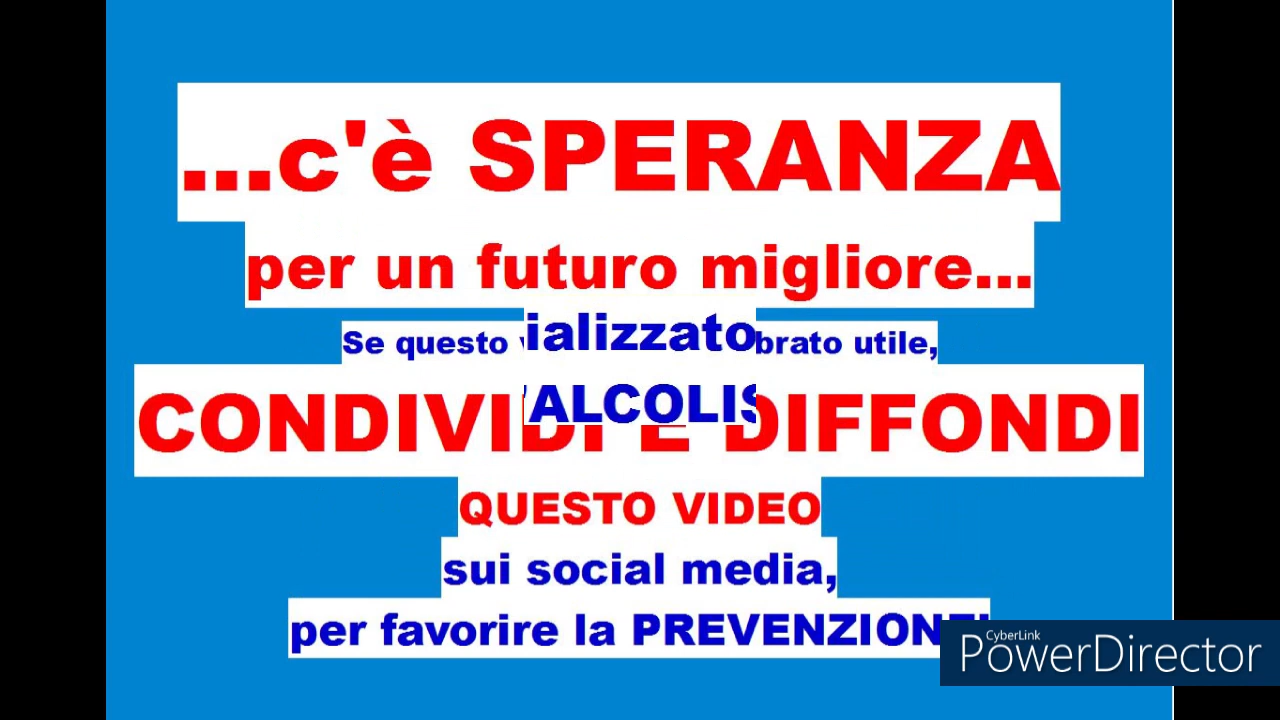 ...c'è SPERANZA
per un futuro migliore...
Se questo ializzato brato utile,
'ALCOLIS
CONDIVIDI E DIFFONDI
QUESTO VIDEO
sui social media,
per favorire la PREVENZIONE!
CyberLink
PowerDirector